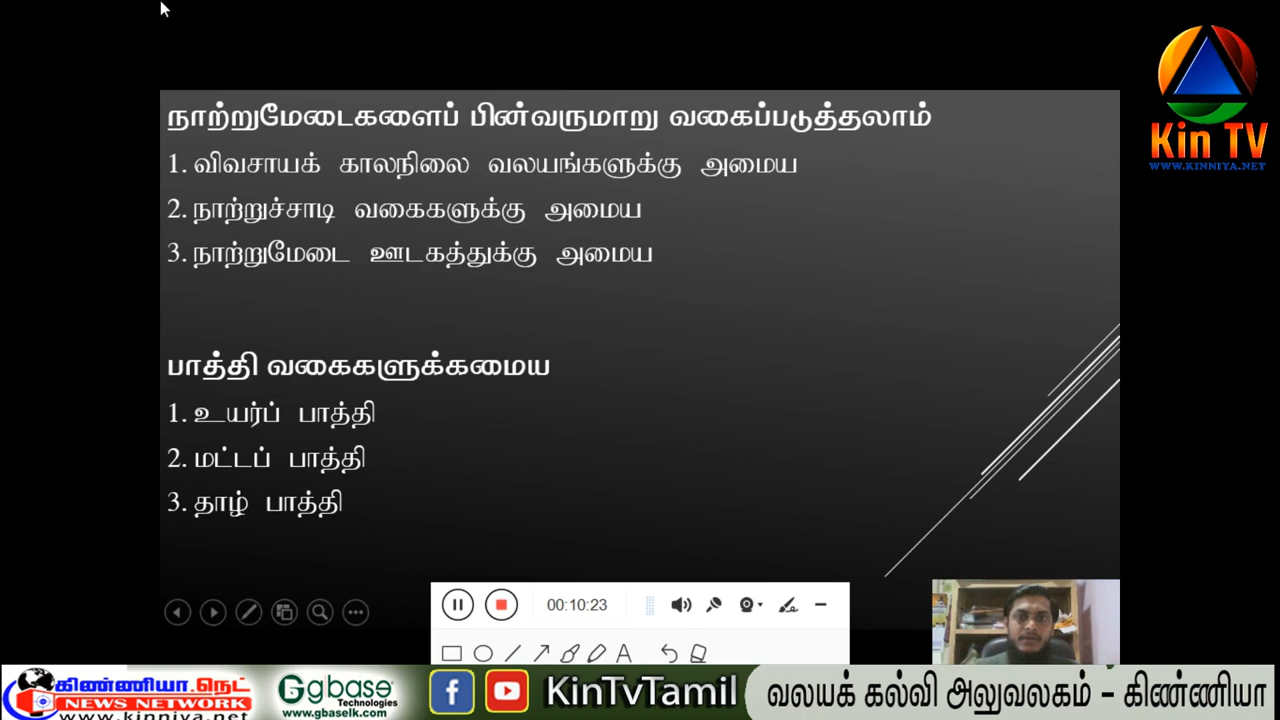 Kin TV
WWW.KINNIYA.NET
நாற்றுமேடைகளைப் பின்வருமாறு வகைப்படுத்தலாம்
1. விவசாயக் காலநிலை வலயங்களுக்கு அமைய
2. நாற்றுச்சாடி வகைகளுக்கு அமைய
3. நாற்றுமேடை ஊடகத்துக்கு அமைய
பாத்தி வகைகளுக்கமைய
1. உயர்ப் பாத்தி
2. மட்டப் பாத்தி
3. தாழ் பாத்தி
00:10:23
A
கிண்ணியா.நெட்
NEWS NETWORK
www.kinniya.net
Ggbase
Technologies
www.gbaselk.com
KinTvTamil
வலயக் கல்வி அலுவலகம் - கிண்ணியா